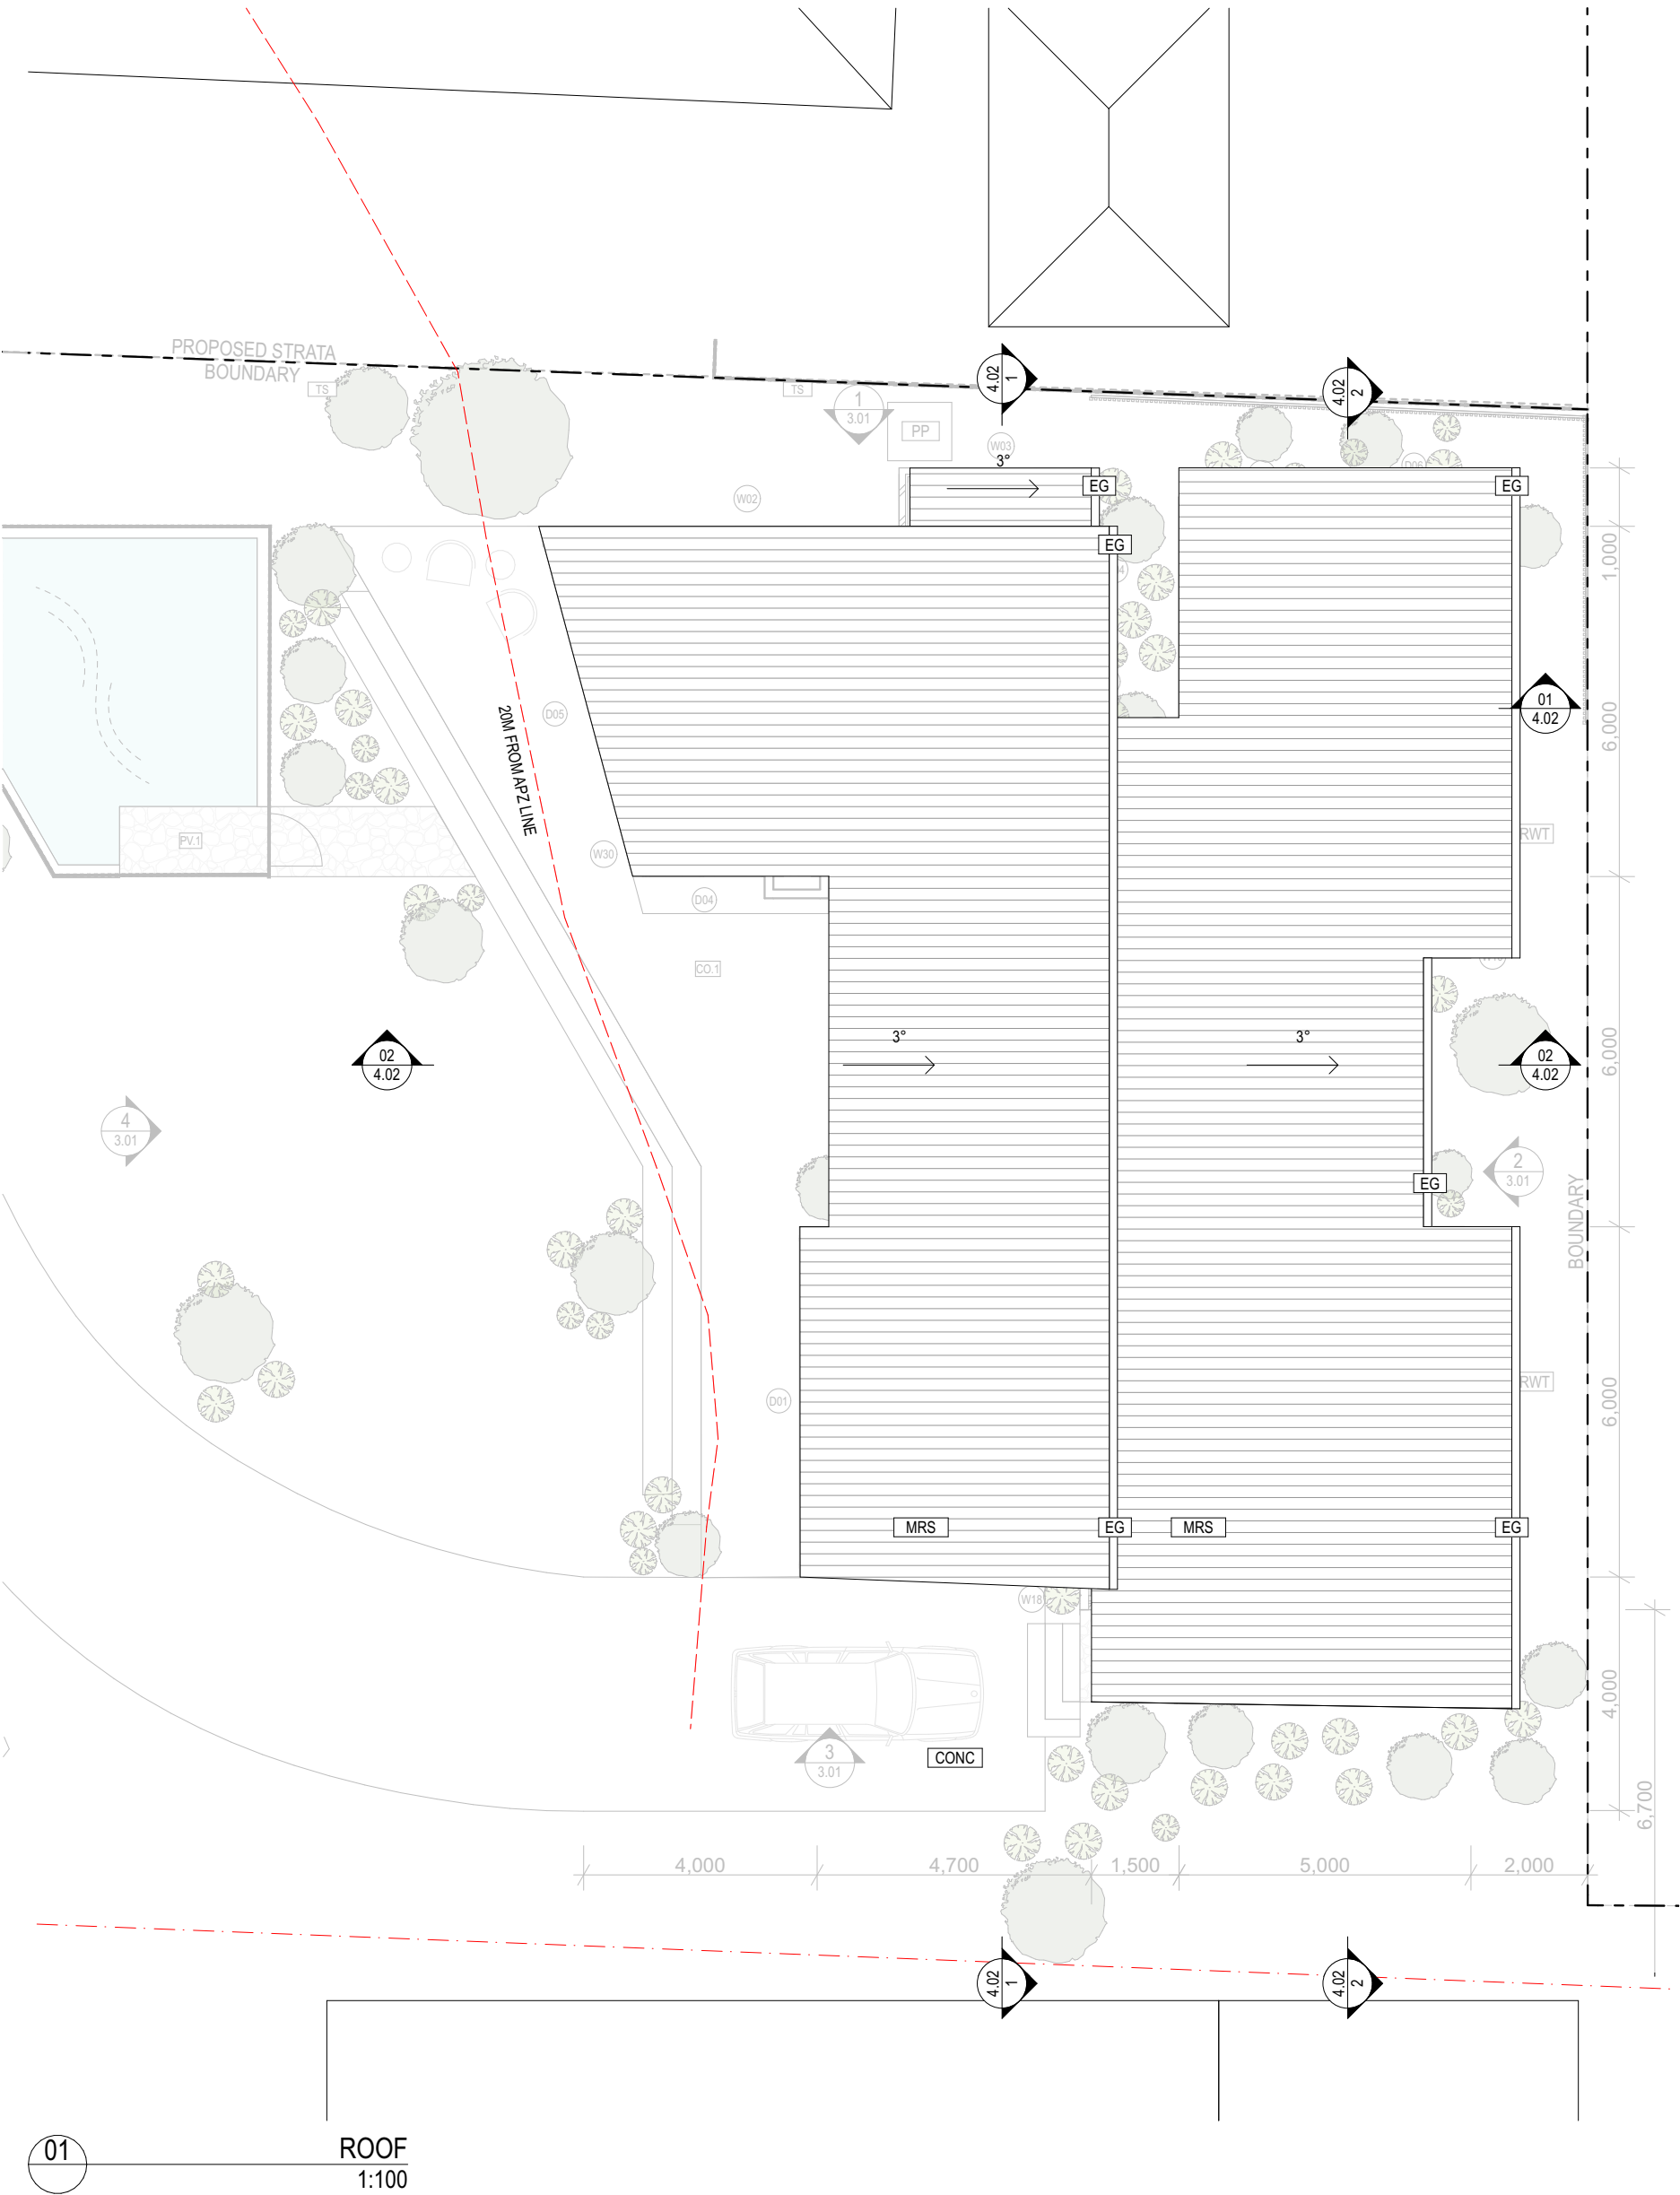 PROPOSED STRATA
BOUNDARY
TS
TS
1
3.01
PP
4.02
1
4.02
2
W03
3°
W02
EG
EG
EG
1,000
D05
20M FROM APZ LINE
01
4.02
6,000
PV.1
W30
RWT
D04
CO.1
02
4.02
3°
3°
02
4.02
6,000
4
3.01
2
3.01
EG
BOUNDARY
D01
RWT
6,000
MRS
EG
MRS
EG
W18
4,000
3
3.01
CONC
6,700
4,000
4,700
1,500
5,000
2,000
4.02
1
4.02
2
01
ROOF
1:100